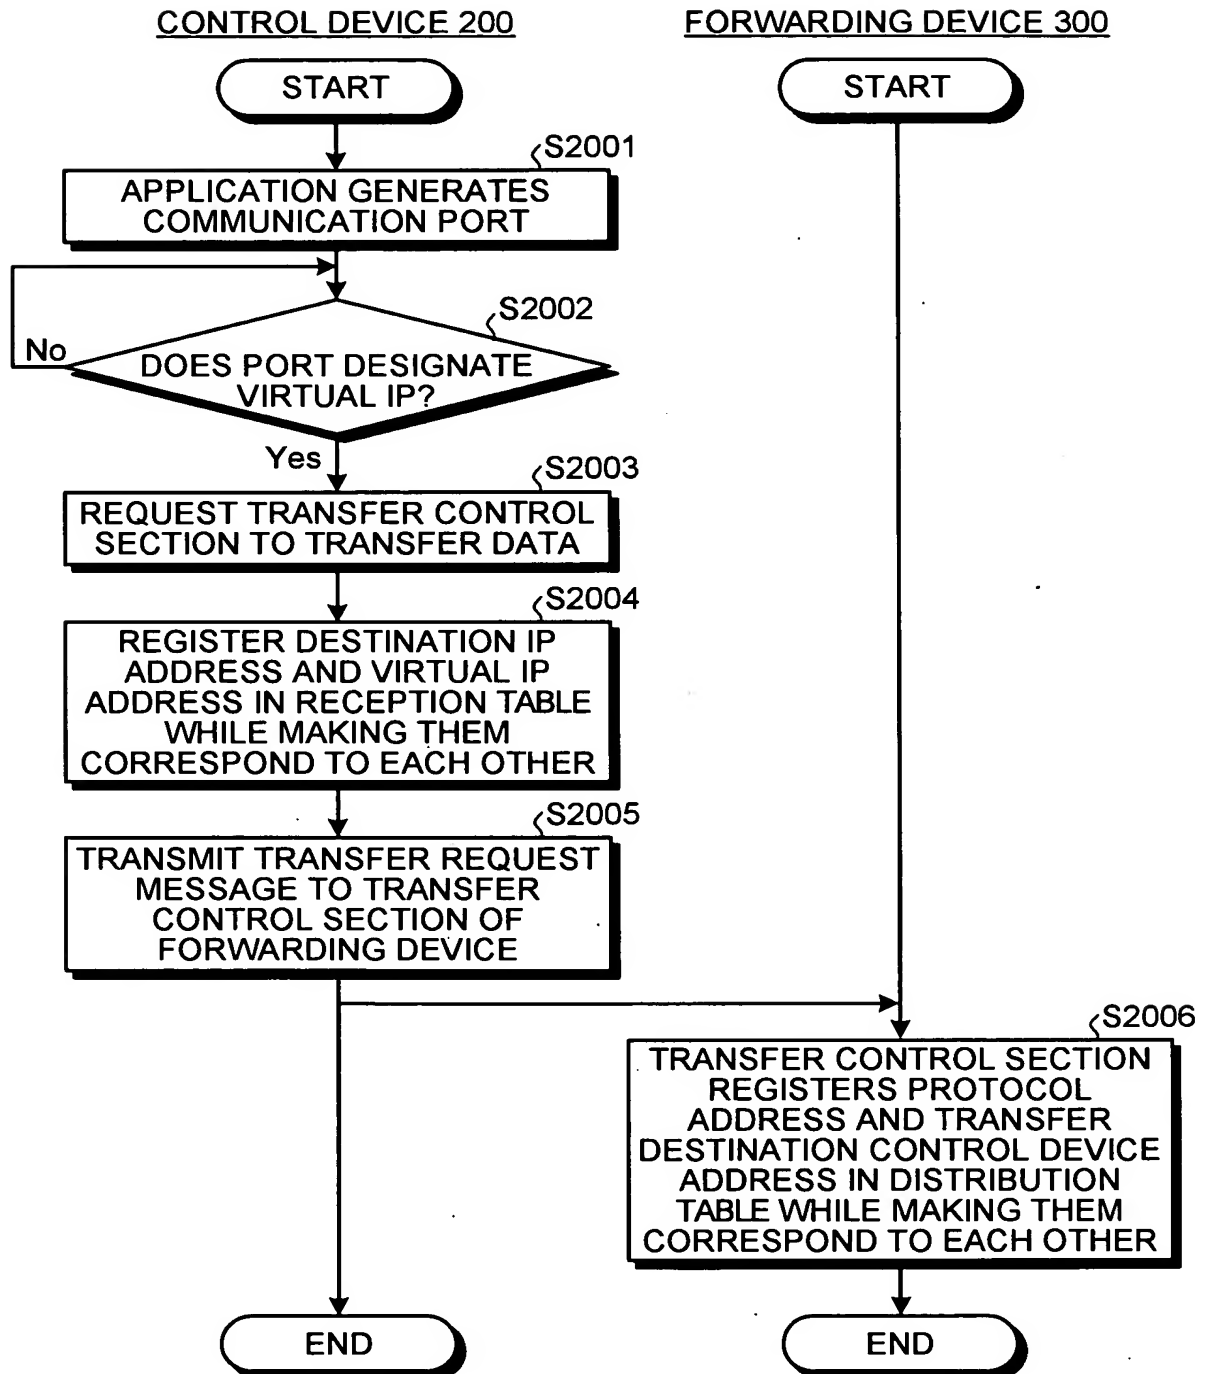 CONTROL DEVICE 200
FORWARDING DEVICE 300
START
START
S2001
APPLICATION GENERATES
COMMUNICATION PORT
S2002
No
DOES PORT DESIGNATE
VIRTUAL IP?
Yes
S2003
REQUEST TRANSFER CONTROL
SECTION TO TRANSFER DATA
S2004
REGISTER DESTINATION IP
ADDRESS AND VIRTUAL IP
ADDRESS IN RECEPTION TABLE
WHILE MAKING THEM
CORRESPOND TO EACH OTHER
S2005
TRANSMIT TRANSFER REQUEST
MESSAGE TO TRANSFER
CONTROL SECTION OF
FORWARDING DEVICE
S2006
TRANSFER CONTROL SECTION
REGISTERS PROTOCOL
ADDRESS AND TRANSFER
DESTINATION CONTROL DEVICE
ADDRESS IN DISTRIBUTION
TABLE WHILE MAKING THEM
CORRESPOND TO EACH OTHER
END
END